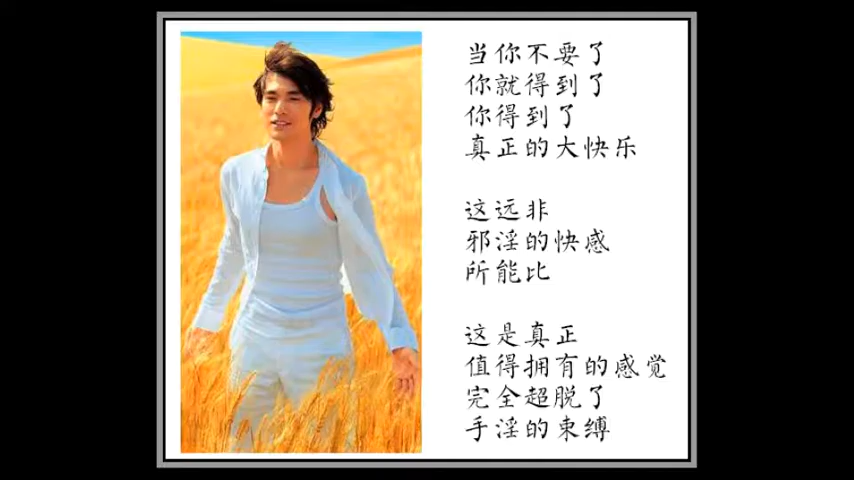 当你不要了
你就得到了
你得到了
真正的大快乐
这远非
邪淫的快感
所能比
这是真正
值得拥有的感觉
完全超脱了
手淫的束缚